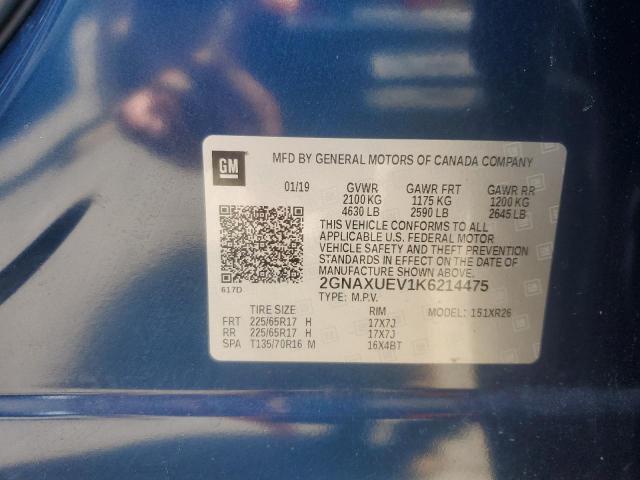 GM MFD BY GENERAL MOTORS OF CANADA COMPANY
01/19 GVWR GAWR FRT GAWR RR
2100 KG 1175 KG 1200 KG
4630 LB 2590 LB 2645 LB
THIS VEHICLE CONFORMS TO ALL
APPLICABLE U.S. FEDERAL MOTOR
VEHICLE SAFETY AND THEFT PREVENTION
STANDARDS IN EFFECT ON THE DATE OF
MANUFACTURE SHOWN ABOVE.
617D 2GNAXUEV1K6214475
TYPE: M.P.V. MODEL: 151XR26
TIRE SIZE RIM
FRT 225/65R17 H 17X7J
RR 225/65R17 H 17X7J
SPA T135/70R16 M 16X4BT